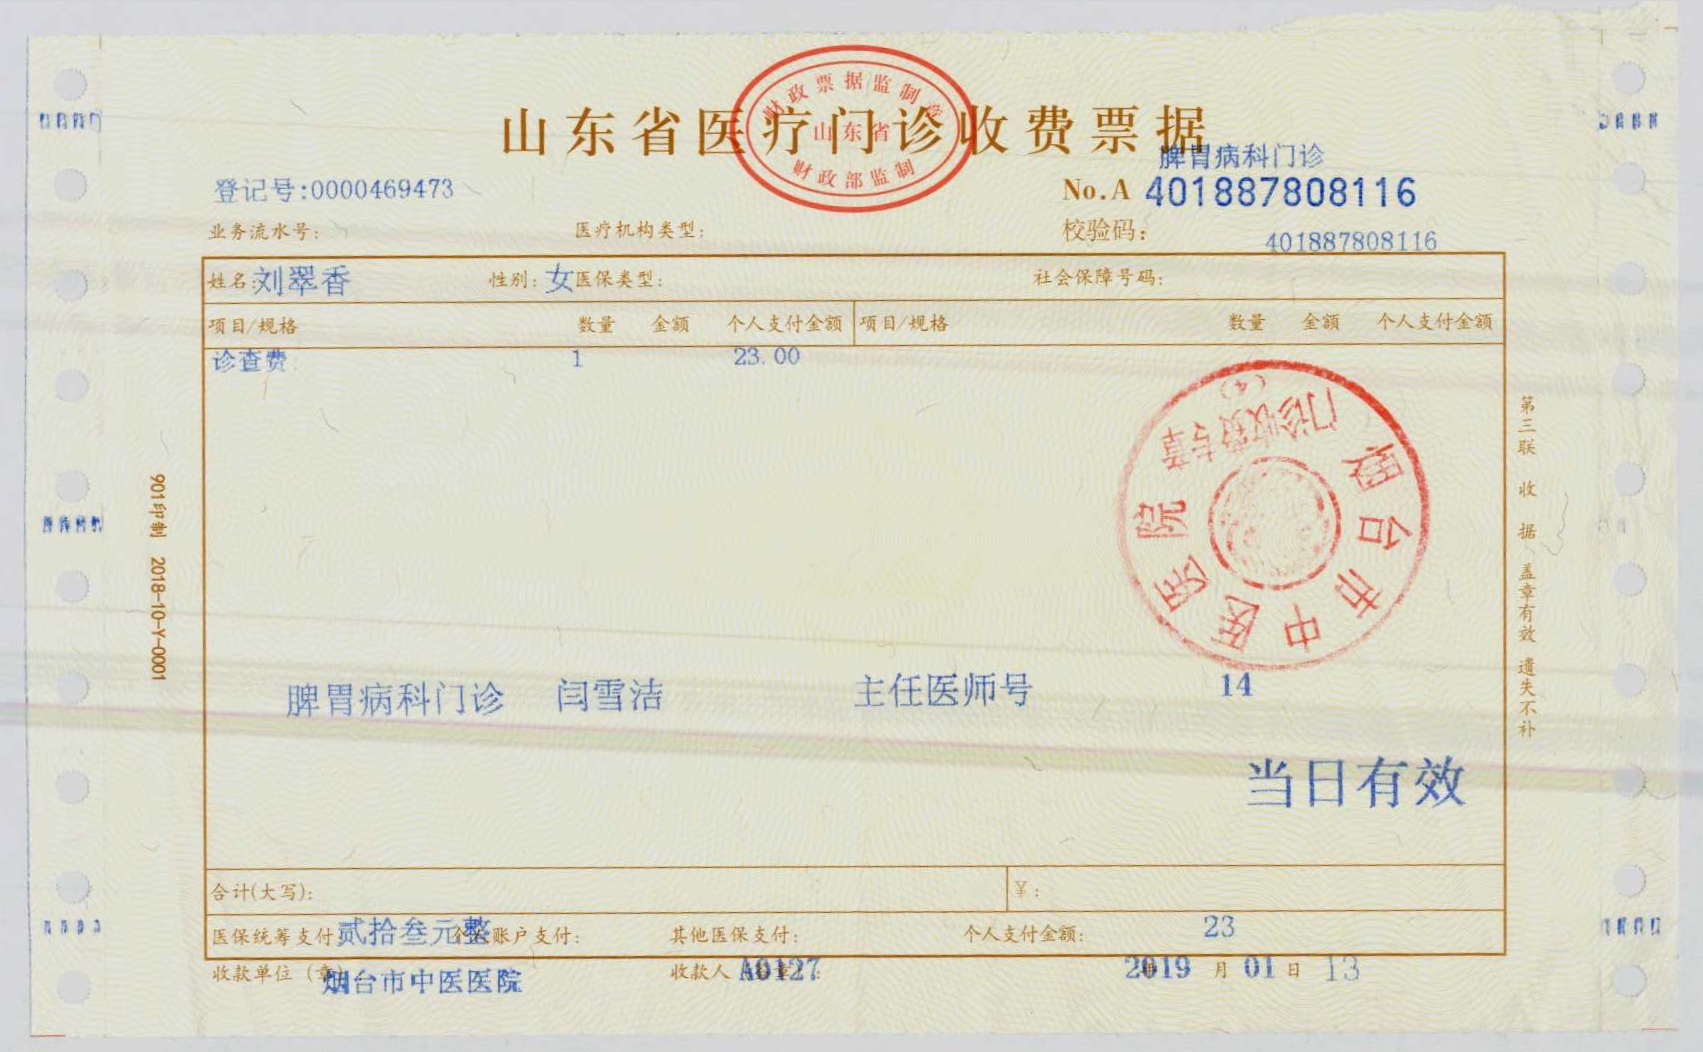 山东省医疗门诊收费票据
财政票据监制章
山东省
财政部监制
脾胃病科门诊
登记号:0000469473
No.A 401887808116
业务流水号: 医疗机构类型: 校验码: 401887808116
姓名:刘翠香 性别:女 医保类型: 社会保障号码:
项目/规格 数量 金额 个人支付金额 项目/规格 数量 金额 个人支付金额
诊查费 1 23.00
门诊收费专章
(4)
烟台市中医医院
第三联 收据 盖章有效 遗失不补
901印制 2018-10-Y-0001
脾胃病科门诊 闫雪洁 主任医师号 14
当日有效
合计(大写): ¥:
医保统筹支付 贰拾叁元整 个人账户支付: 其他医保支付: 个人支付金额: 23
收款单位(章) 烟台市中医医院 收款人 A0127 2019 月 01 日 13